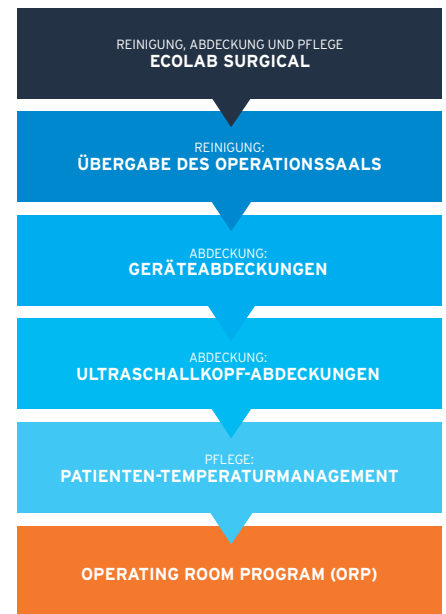 REINIGUNG, ABDECKUNG UND PFLEGE
ECOLAB SURGICAL
REINIGUNG:
ÜBERGABE DES OPERATIONSSAALS
ABDECKUNG:
GERÄTEABDECKUNGEN
ABDECKUNG:
ULTRASCHALLKOPF-ABDECKUNGEN
PFLEGE:
PATIENTEN-TEMPERATURMANAGEMENT
OPERATING ROOM PROGRAM (ORP)